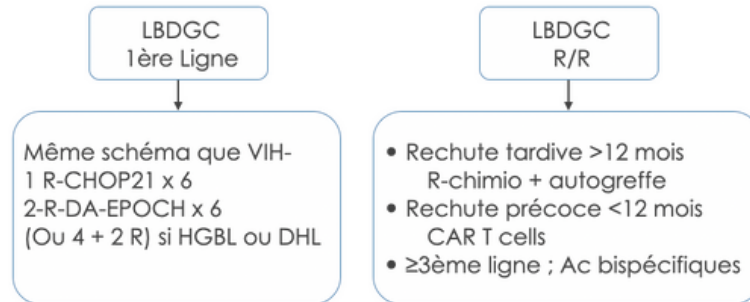 LBDGC
1ère Ligne
Même schéma que VIH-
1 R-CHOP21 x 6
2-R-DA-EPOCH x 6
(Ou 4 + 2 R) si HGBL ou DHL
LBDGC
R/R
• Rechute tardive >12 mois
R-chimio + autogreffe
• Rechute précoce <12 mois
CAR T cells
• ≥3ème ligne ; Ac bispécifiques